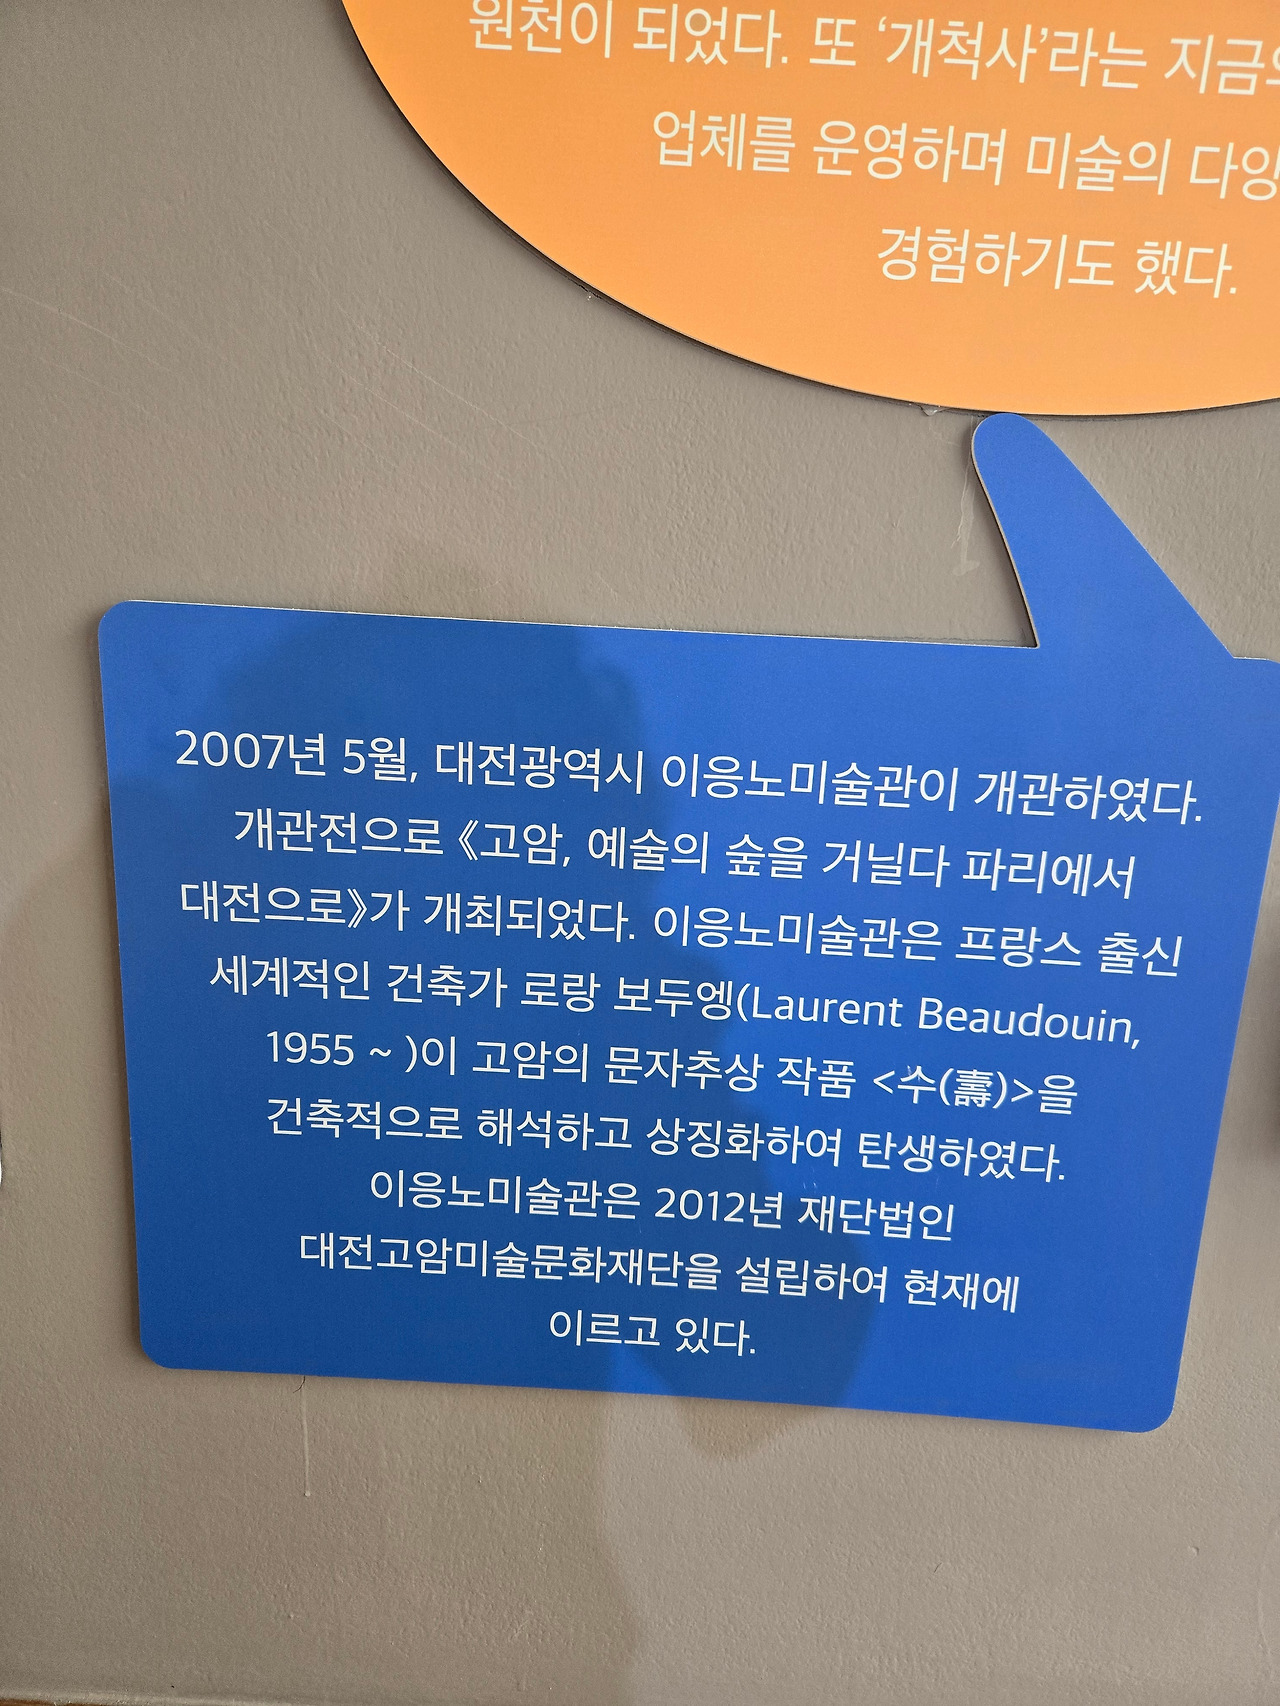 원천이 되었다. 또 '개척사'라는
업체를 운영하며 미술의
경험하기도 했다.
2007년 5월, 대전광역시 이응노미술관이 개관하였다.
개관전으로 《고암, 예술의 숲을 거닐다 파리에서
대전으로》가 개최되었다. 이응노미술관은 프랑스 출신
세계적인 건축가 로랑 보두엥(Laurent Beaudouin,
1955 ~ )이 고암의 문자추상 작품 <수(壽)>을
건축적으로 해석하고 상징화하여 탄생하였다.
이응노미술관은 2012년 재단법인
대전고암미술문화재단을 설립하여 현재에
이르고 있다.